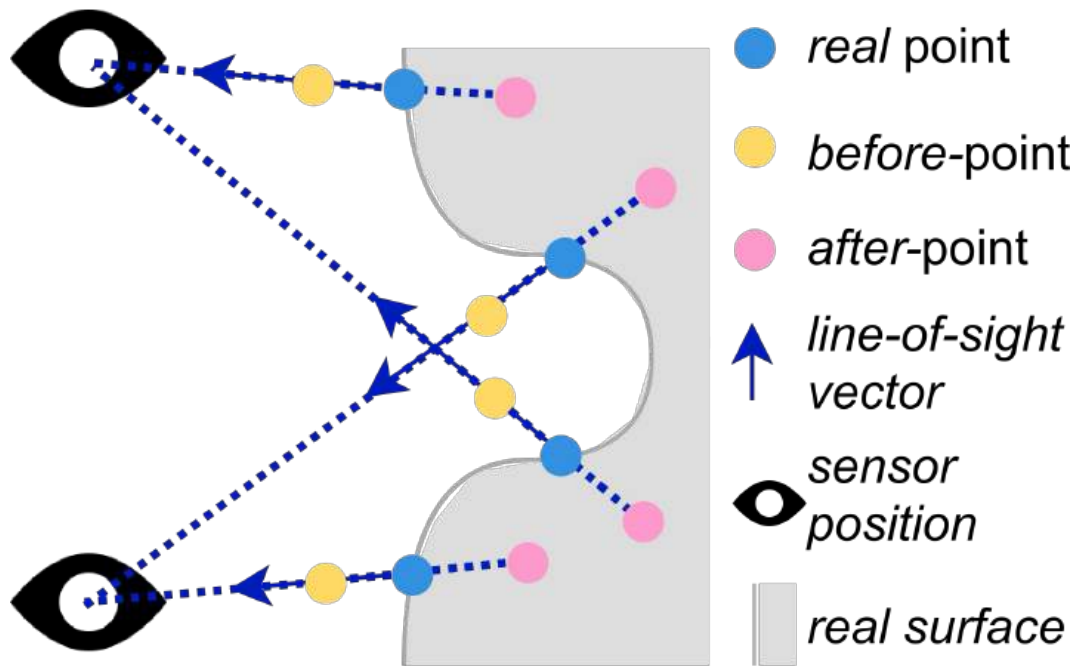 real point
before-point
after-point
line-of-sight
vector
sensor
position
real surface